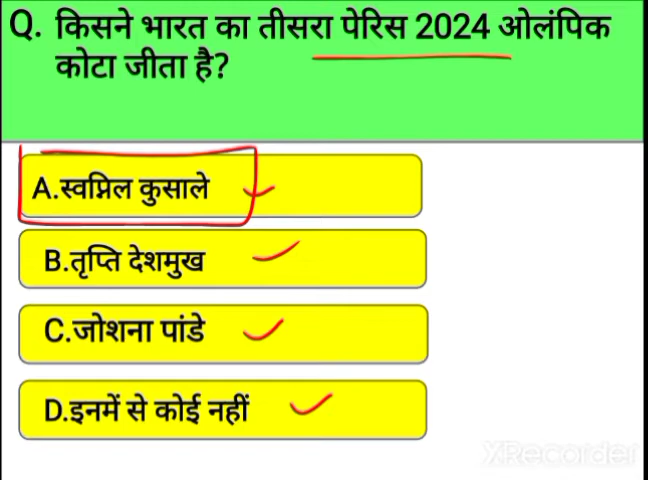 Q. किसने भारत का तीसरा पेरिस 2024 ओलंपिक
कोटा जीता है?
A.स्वप्निल कुसाले
B.तृप्ति देशमुख
C.जोशना पांडे
D.इनमें से कोई नहीं
XRecorder